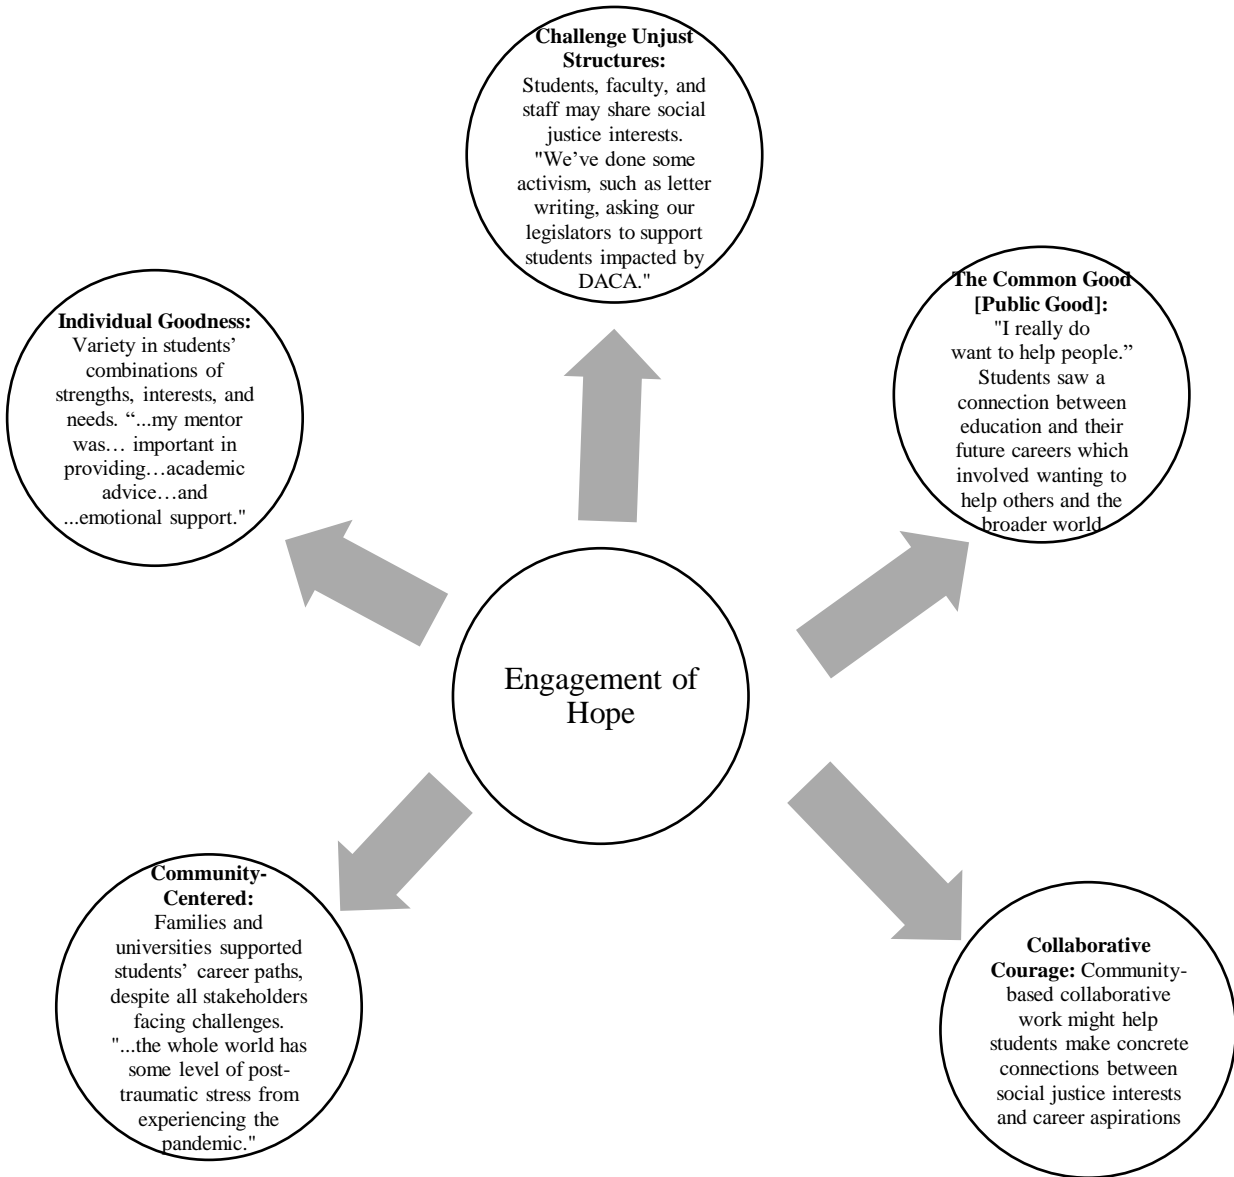 Challenge Unjust
Structures:
Students, faculty, and
staff may share social
justice interests.
"We’ve done some
activism, such as letter
writing, asking our
legislators to support
students impacted by
DACA."
The Common Good
[Public Good]:
"I really do
want to help people.”
Students saw a
connection between
education and their
future careers which
involved wanting to
help others and the
broader world
Individual Goodness:
Variety in students’
combinations of
strengths, interests, and
needs. “...my mentor
was… important in
providing…academic
advice…and
...emotional support."
Engagement of
Hope
Community-
Centered:
Families and
universities supported
students’ career paths,
despite all stakeholders
facing challenges.
"...the whole world has
some level of post-
traumatic stress from
experiencing the
pandemic."
Collaborative
Courage: Community-
based collaborative
work might help
students make concrete
connections between
social justice interests
and career aspirations